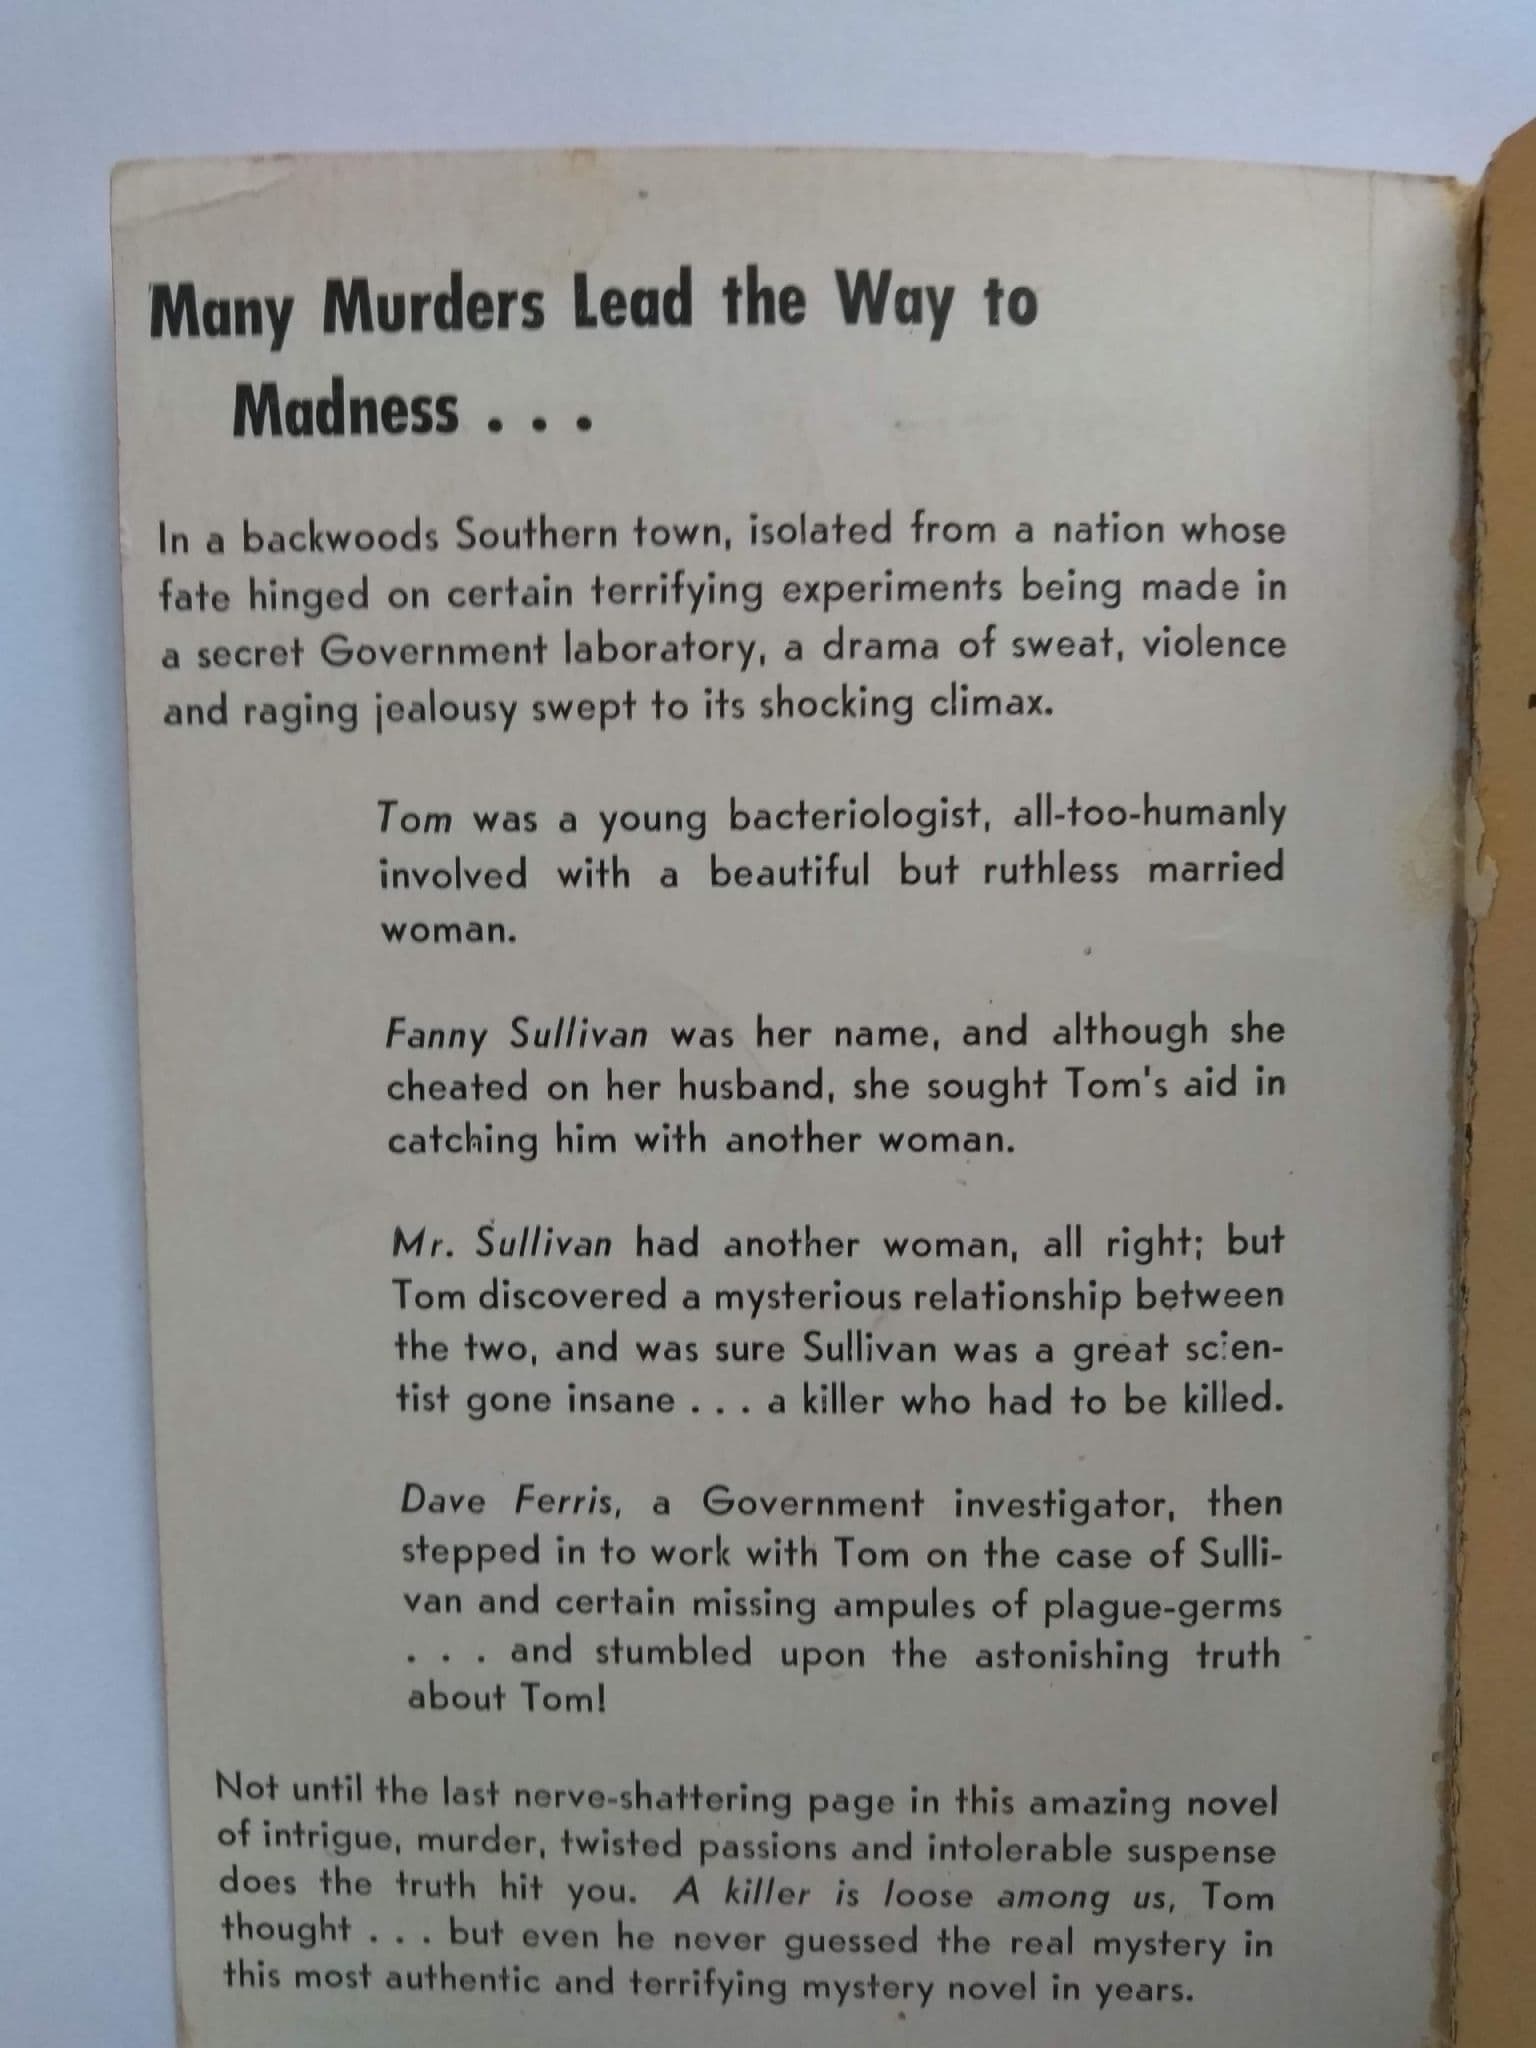 Many Murders Lead the Way to
Madness . . .
In a backwoods Southern town, isolated from a nation whose
fate hinged on certain terrifying experiments being made in
a secret Government laboratory, a drama of sweat, violence
and raging jealousy swept to its shocking climax.
Tom was a young bacteriologist, all-too-humanly
involved with a beautiful but ruthless married
woman.
Fanny Sullivan was her name, and although she
cheated on her husband, she sought Tom's aid in
catching him with another woman.
Mr. Sullivan had another woman, all right; but
Tom discovered a mysterious relationship between
the two, and was sure Sullivan was a great scien-
tist gone insane . . . a killer who had to be killed.
Dave Ferris, a Government investigator, then
stepped in to work with Tom on the case of Sulli-
van and certain missing ampules of plague-germs
. . . and stumbled upon the astonishing truth
about Tom!
Not until the last nerve-shattering page in this amazing novel
of intrigue, murder, twisted passions and intolerable suspense
does the truth hit you. A killer is loose among us, Tom
thought . . . but even he never guessed the real mystery in
this most authentic and terrifying mystery novel in years.